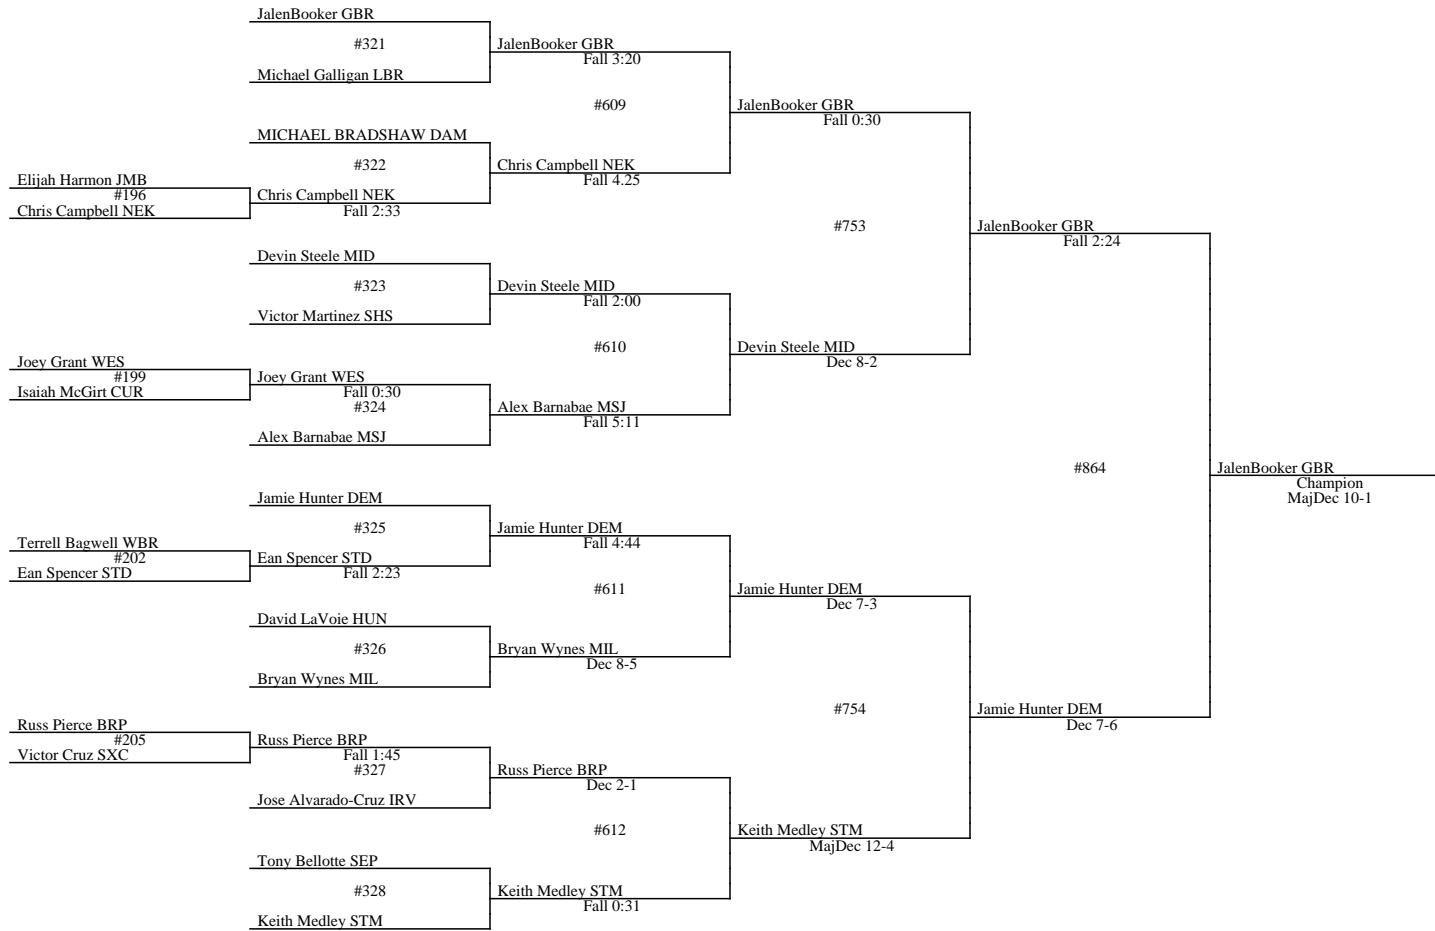 JalenBooker GBR
#321
JalenBooker GBR
Fall 3:20
Michael Galligan LBR
#609
JalenBooker GBR
Fall 0:30
MICHAEL BRADSHAW DAM
#322
Chris Campbell NEK
Fall 4.25
Elijah Harmon JMB
#196
Chris Campbell NEK
Chris Campbell NEK
Fall 2:33
#753
JalenBooker GBR
Fall 2:24
Devin Steele MID
#323
Devin Steele MID
Fall 2:00
Victor Martinez SHS
#610
Devin Steele MID
Dec 8-2
Joey Grant WES
#199
Isaiah McGirt CUR
Joey Grant WES
Fall 0:30
#324
Alex Barnabae MSJ
Fall 5:11
Alex Barnabae MSJ
#864
JalenBooker GBR
Champion
MajDec 10-1
Jamie Hunter DEM
#325
Jamie Hunter DEM
Fall 4:44
Terrell Bagwell WBR
#202
Ean Spencer STD
Ean Spencer STD
Fall 2:23
#611
Jamie Hunter DEM
Dec 7-3
David LaVoie HUN
#326
Bryan Wynes MIL
Dec 8-5
Bryan Wynes MIL
#754
Jamie Hunter DEM
Dec 7-6
Russ Pierce BRP
#205
Victor Cruz SXC
Russ Pierce BRP
Fall 1:45
#327
Russ Pierce BRP
Dec 2-1
Jose Alvarado-Cruz IRV
#612
Keith Medley STM
MajDec 12-4
Tony Bellotte SEP
#328
Keith Medley STM
Fall 0:31
Keith Medley STM